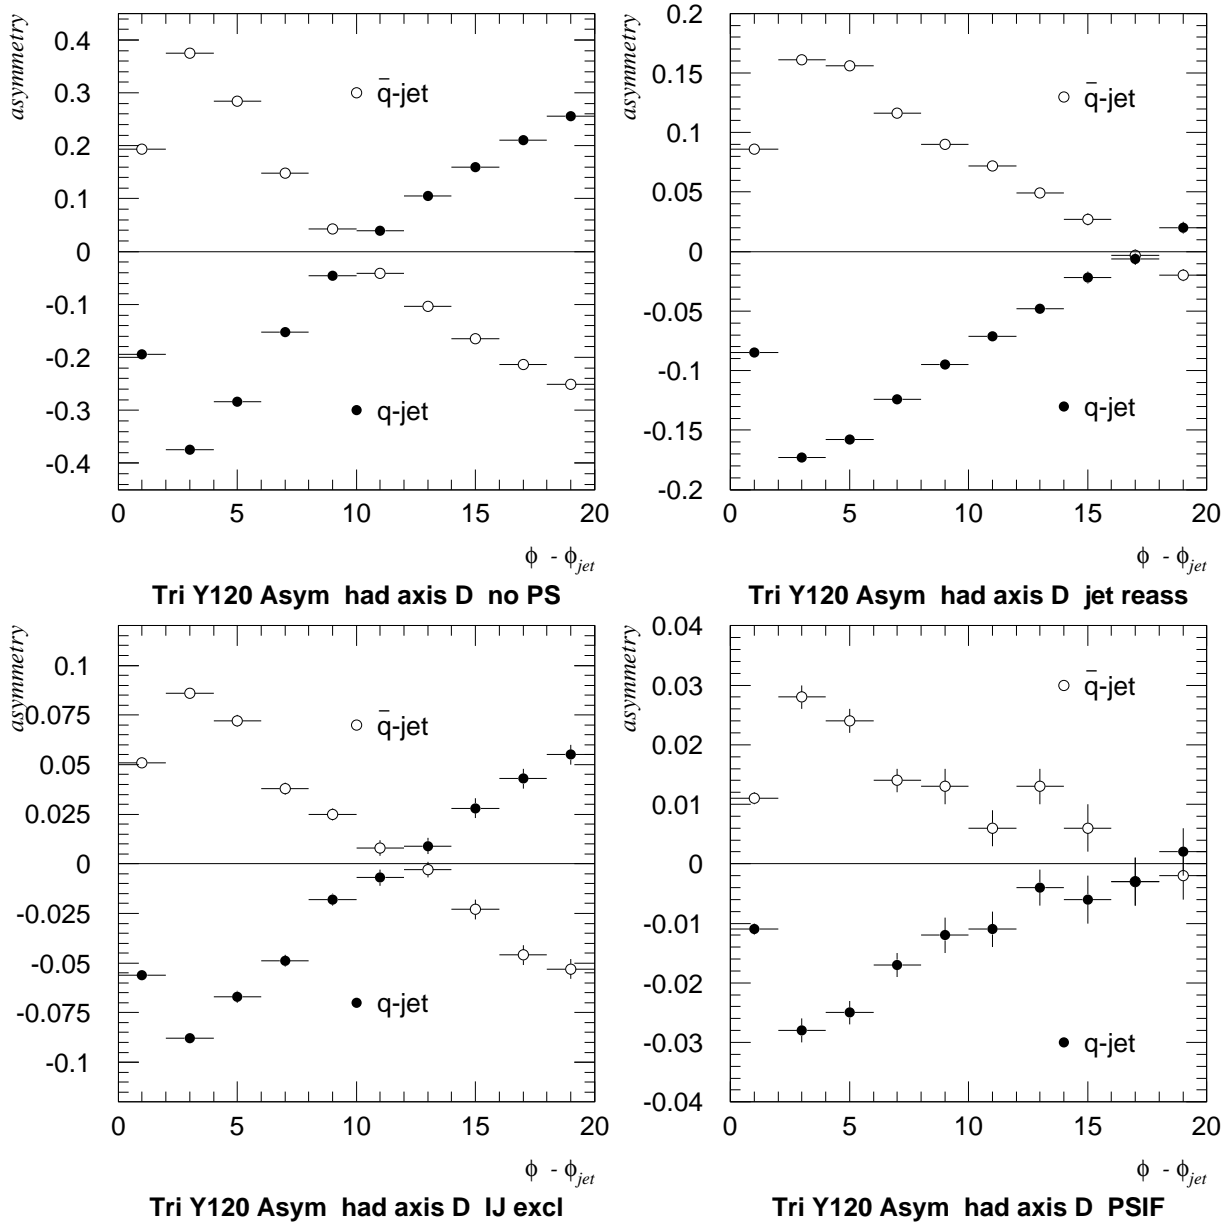 asymmetry
0.4
0.3
0.2
0.1
0
-0.1
-0.2
-0.3
-0.4
q̄-jet
q-jet
0 5 10 15 20
ϕ - ϕjet
Tri Y120 Asym had axis D no PS
asymmetry
0.2
0.15
0.1
0.05
0
-0.05
-0.1
-0.15
-0.2
q̄-jet
q-jet
0 5 10 15 20
ϕ - ϕjet
Tri Y120 Asym had axis D jet reass
asymmetry
0.1
0.075
0.05
0.025
0
-0.025
-0.05
-0.075
-0.1
q̄-jet
q-jet
0 5 10 15 20
ϕ - ϕjet
Tri Y120 Asym had axis D IJ excl
asymmetry
0.04
0.03
0.02
0.01
0
-0.01
-0.02
-0.03
-0.04
q̄-jet
q-jet
0 5 10 15 20
ϕ - ϕjet
Tri Y120 Asym had axis D PSIF